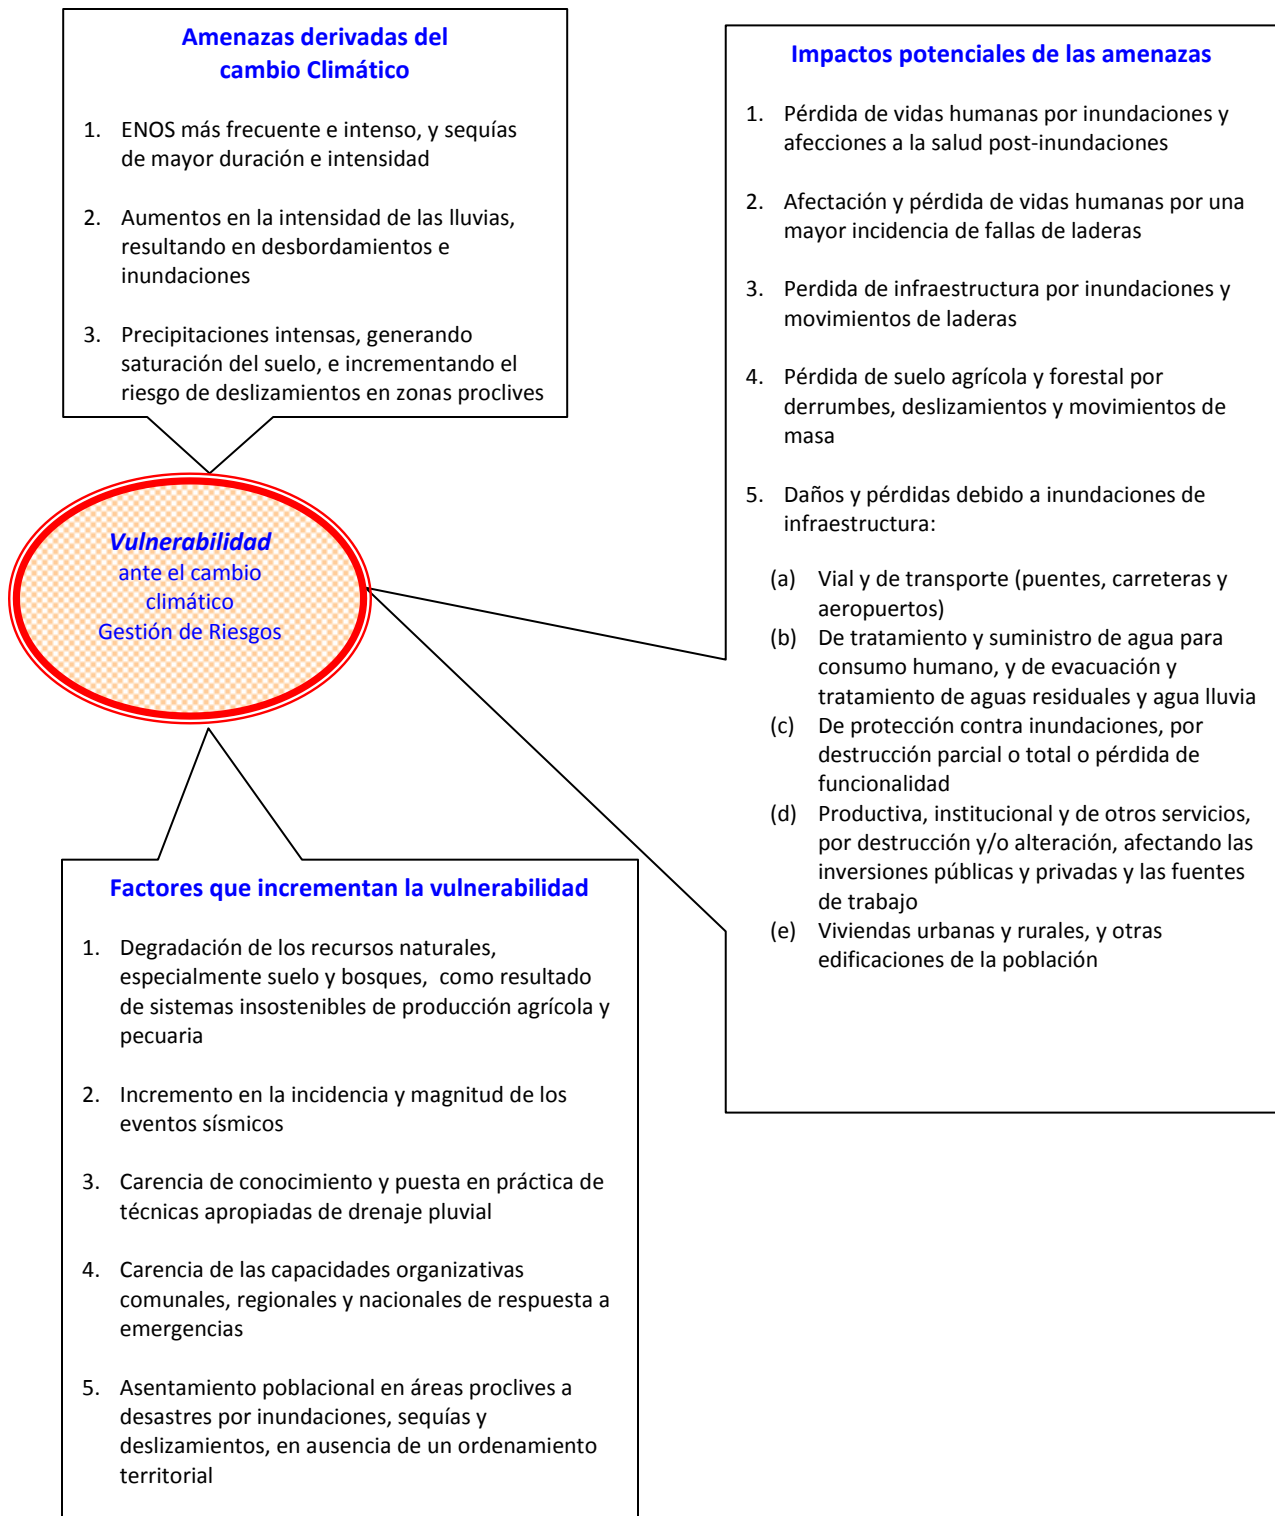 Amenazas derivadas del
cambio Climático
1. ENOS más frecuente e intenso, y sequías
de mayor duración e intensidad
2. Aumentos en la intensidad de las lluvias,
resultando en desbordamientos e
inundaciones
3. Precipitaciones intensas, generando
saturación del suelo, e incrementando el
riesgo de deslizamientos en zonas proclives
Vulnerabilidad
ante el cambio
climático
Gestión de Riesgos
Factores que incrementan la vulnerabilidad
1. Degradación de los recursos naturales,
especialmente suelo y bosques, como resultado
de sistemas insostenibles de producción agrícola y
pecuaria
2. Incremento en la incidencia y magnitud de los
eventos sísmicos
3. Carencia de conocimiento y puesta en práctica de
técnicas apropiadas de drenaje pluvial
4. Carencia de las capacidades organizativas
comunales, regionales y nacionales de respuesta a
emergencias
5. Asentamiento poblacional en áreas proclives a
desastres por inundaciones, sequías y
deslizamientos, en ausencia de un ordenamiento
territorial
Impactos potenciales de las amenazas
1. Pérdida de vidas humanas por inundaciones y
afecciones a la salud post-inundaciones
2. Afectación y pérdida de vidas humanas por una
mayor incidencia de fallas de laderas
3. Perdida de infraestructura por inundaciones y
movimientos de laderas
4. Pérdida de suelo agrícola y forestal por
derrumbes, deslizamientos y movimientos de
masa
5. Daños y pérdidas debido a inundaciones de
infraestructura:
(a) Vial y de transporte (puentes, carreteras y
aeropuertos)
(b) De tratamiento y suministro de agua para
consumo humano, y de evacuación y
tratamiento de aguas residuales y agua lluvia
(c) De protección contra inundaciones, por
destrucción parcial o total o pérdida de
funcionalidad
(d) Productiva, institucional y de otros servicios,
por destrucción y/o alteración, afectando las
inversiones públicas y privadas y las fuentes
de trabajo
(e) Viviendas urbanas y rurales, y otras
edificaciones de la población